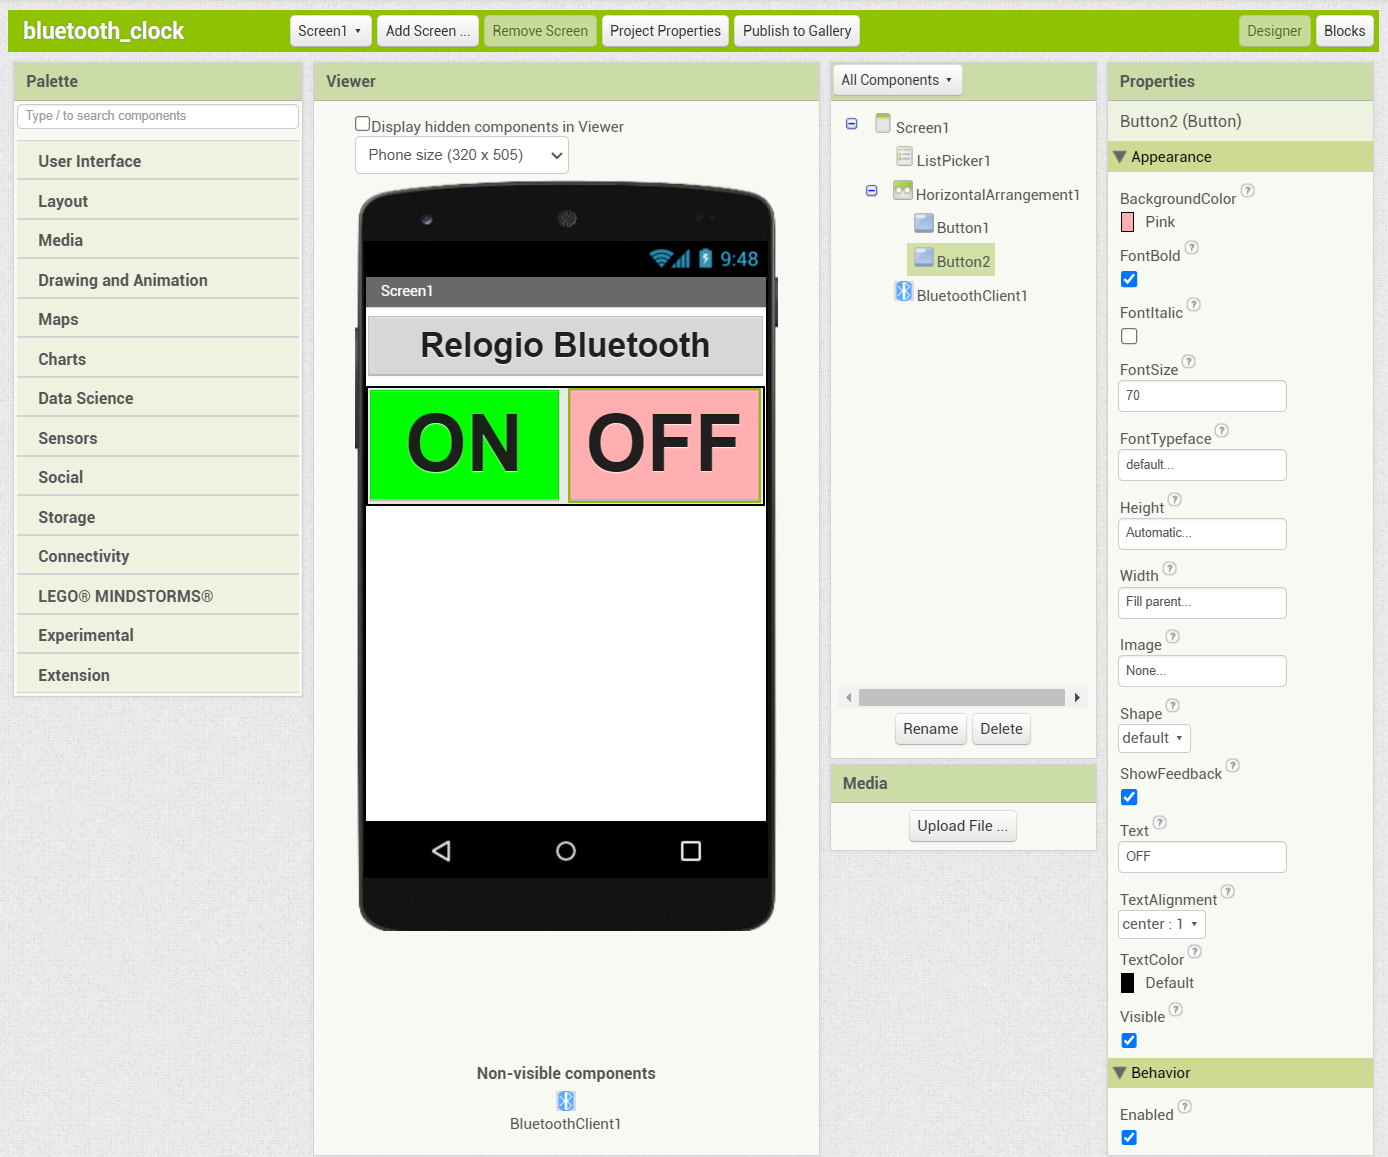 bluetooth_clock
Screen1
Add Screen ...
Remove Screen
Project Properties
Publish to Gallery
Designer
Blocks
Palette
Type / to search components
User Interface
Layout
Media
Drawing and Animation
Maps
Charts
Data Science
Sensors
Social
Storage
Connectivity
LEGO® MINDSTORMS®
Experimental
Extension
Viewer
Display hidden components in Viewer
Phone size (320 x 505)
9:48
Screen1
Relogio Bluetooth
ON
OFF
Non-visible components
BluetoothClient1
All Components
Screen1
ListPicker1
HorizontalArrangement1
Button1
Button2
BluetoothClient1
Rename
Delete
Media
Upload File ...
Properties
Button2 (Button)
Appearance
BackgroundColor ?
Pink
FontBold ?
FontItalic ?
FontSize ?
70
FontTypeface ?
default...
Height ?
Automatic...
Width ?
Fill parent...
Image ?
None...
Shape ?
default
ShowFeedback ?
Text ?
OFF
TextAlignment ?
center : 1
TextColor ?
Default
Visible ?
Behavior
Enabled ?